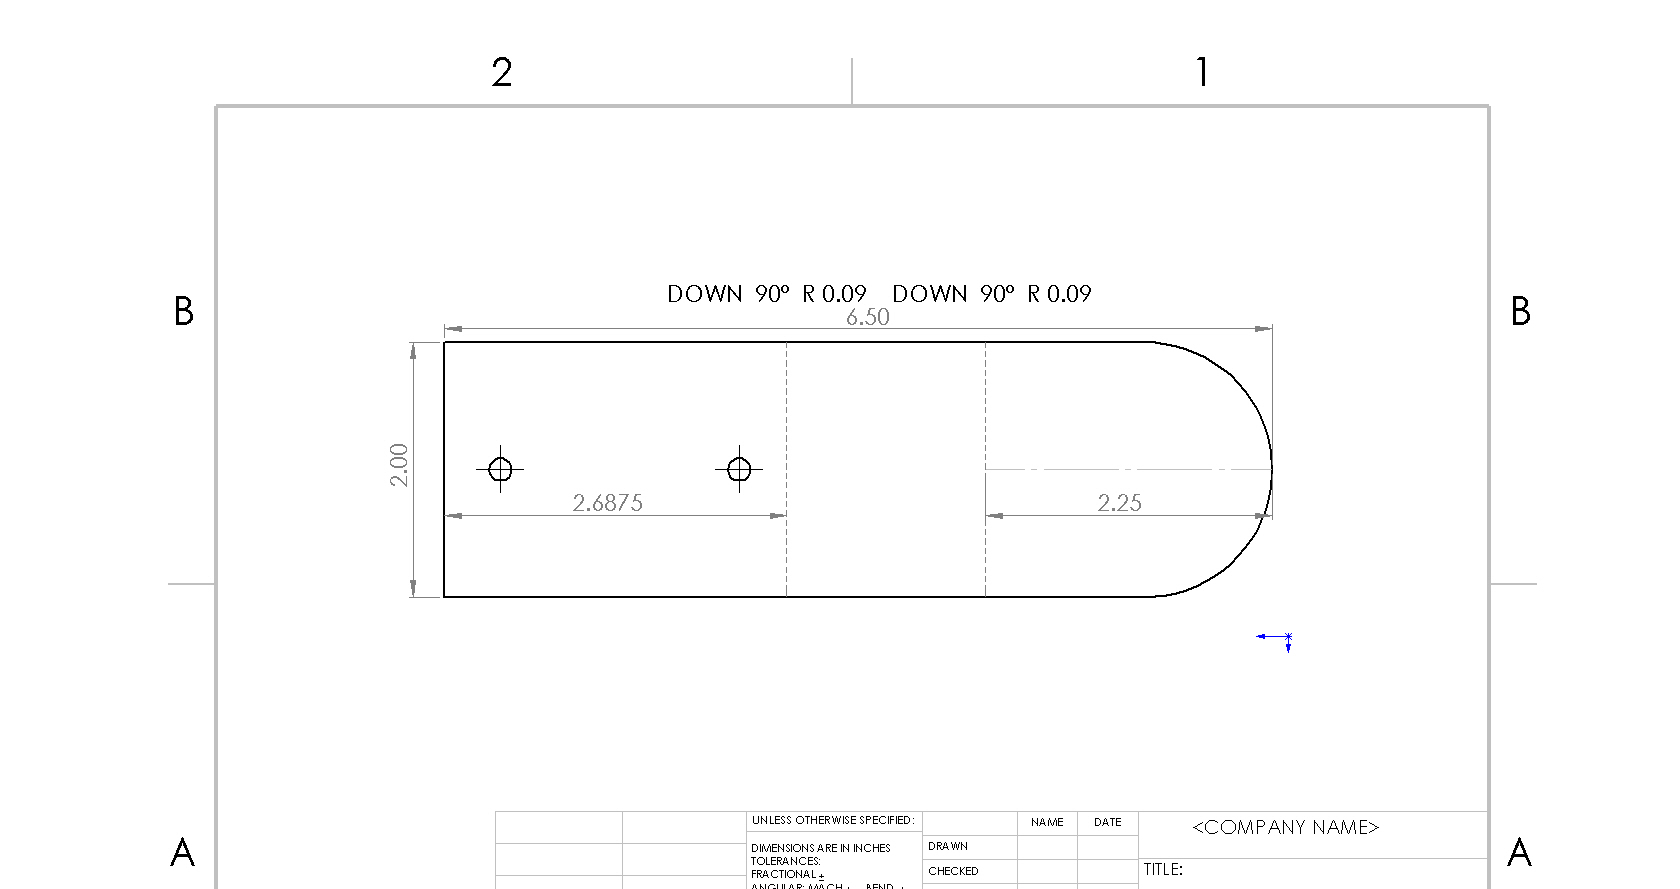 2 1
B B
DOWN 90° R 0.09 DOWN 90° R 0.09
6.50
2.00
2.6875 2.25
A A
UNLESS OTHERWISE SPECIFIED:
DIMENSIONS ARE IN INCHES
TOLERANCES:
FRACTIONAL ±
ANGULAR: MACH ± BEND ±
NAME DATE
DRAWN
CHECKED
<COMPANY NAME>
TITLE: